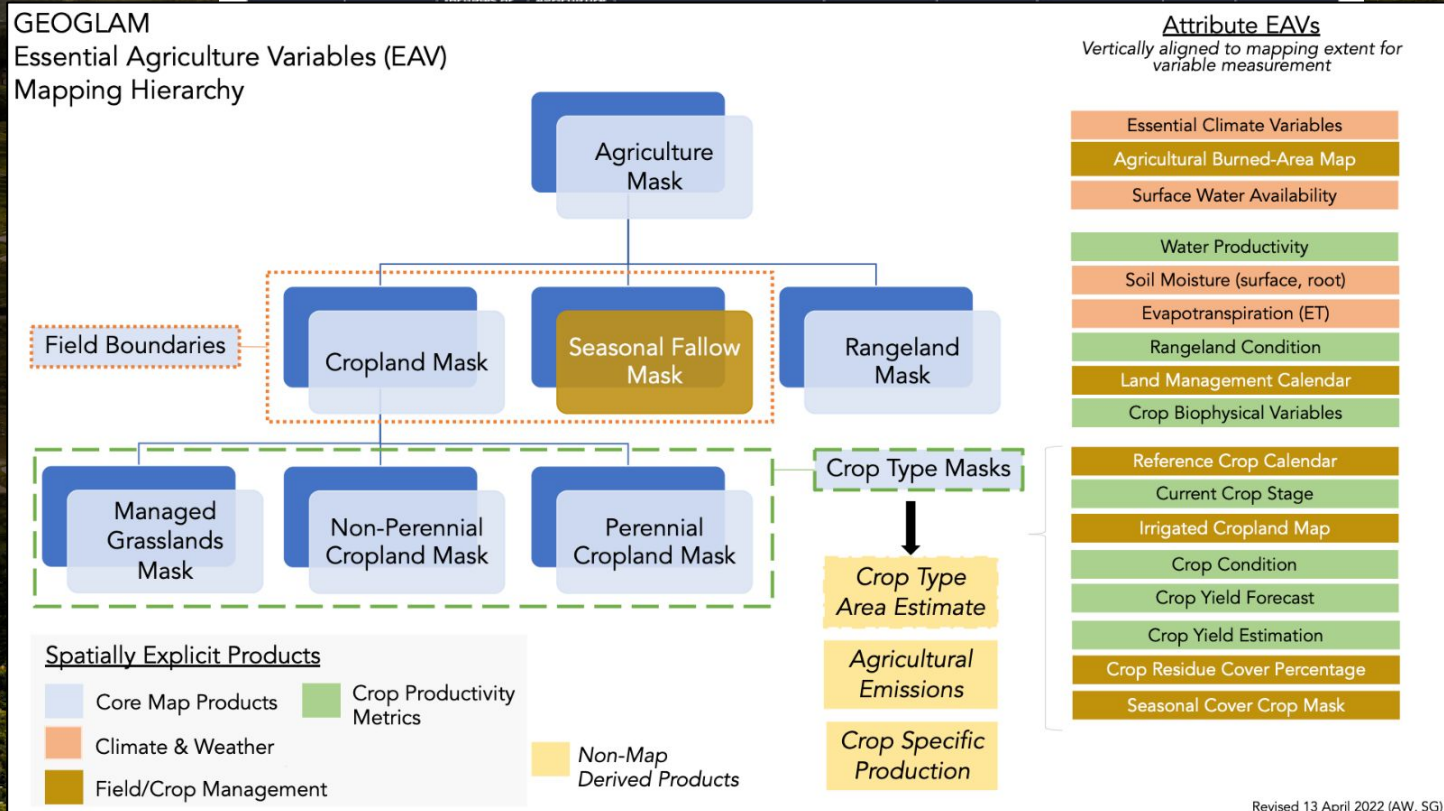 GEOGLAM
Essential Agriculture Variables (EAV)
Mapping Hierarchy
Attribute EAVs
Vertically aligned to mapping extent for
variable measurement
Agriculture
Mask
Field Boundaries
Cropland Mask
Seasonal Fallow
Mask
Rangeland
Mask
Managed
Grasslands
Mask
Non-Perennial
Cropland Mask
Perennial
Cropland Mask
Crop Type Masks
Crop Type
Area Estimate
Agricultural
Emissions
Crop Specific
Production
Essential Climate Variables
Agricultural Burned-Area Map
Surface Water Availability
Water Productivity
Soil Moisture (surface, root)
Evapotranspiration (ET)
Rangeland Condition
Land Management Calendar
Crop Biophysical Variables
Reference Crop Calendar
Current Crop Stage
Irrigated Cropland Map
Crop Condition
Crop Yield Forecast
Crop Yield Estimation
Crop Residue Cover Percentage
Seasonal Cover Crop Mask
Spatially Explicit Products
Core Map Products
Crop Productivity
Metrics
Climate & Weather
Field/Crop Management
Non-Map
Derived Products
Revised 13 April 2022 (AW, SG)